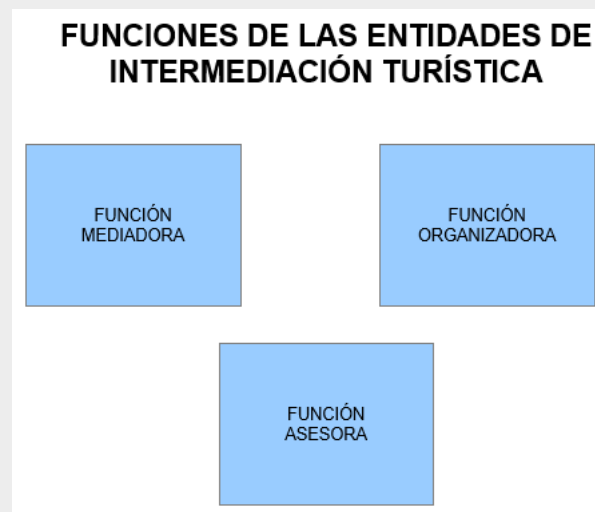 FUNCIONES DE LAS ENTIDADES DE
INTERMEDIACIÓN TURÍSTICA
FUNCIÓN
MEDIADORA
FUNCIÓN
ORGANIZADORA
FUNCIÓN
ASESORA